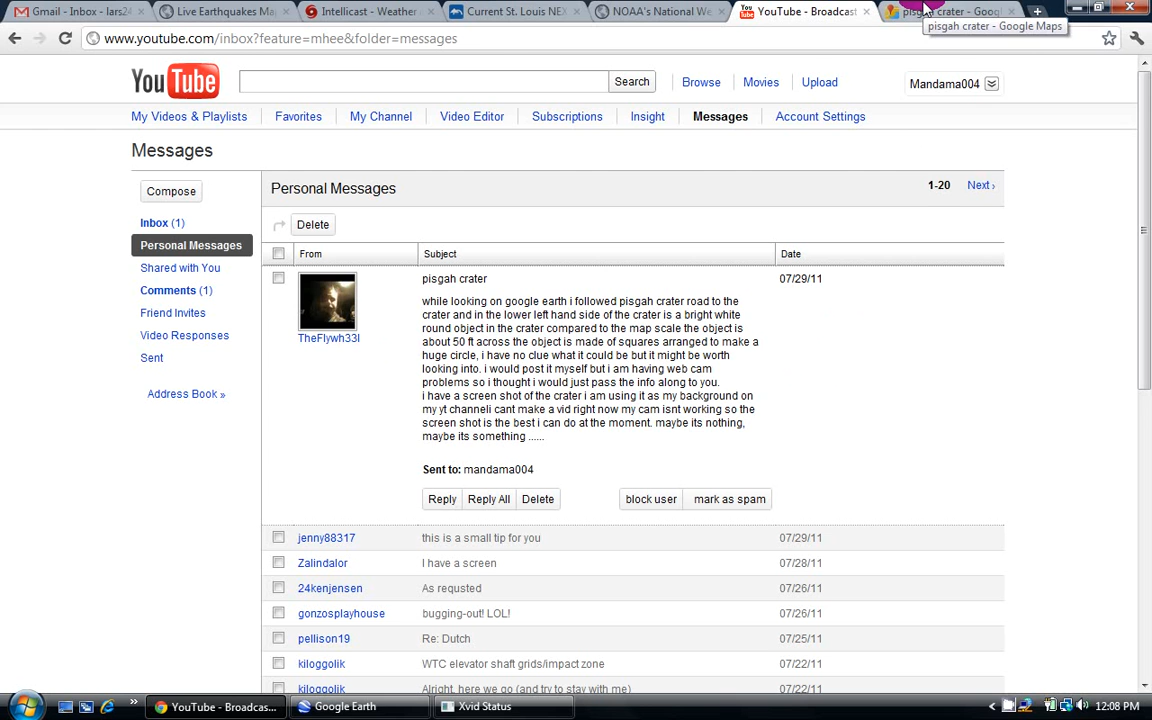 Gmail - Inbox - lars24
Live Earthquakes Ma
Intellicast - Weather
Current St. Louis NEX
NOAA's National We
YouTube - Broadcast
crater - Goog
pisgah crater - Google Maps
www.youtube.com/inbox?feature=mhee&folder=messages
YouTube
Search
Browse
Movies
Upload
Mandama004
My Videos & Playlists
Favorites
My Channel
Video Editor
Subscriptions
Insight
Messages
Account Settings
Messages
Compose
Personal Messages
1-20
Next ›
Inbox (1)
Personal Messages
Shared with You
Comments (1)
Friend Invites
Video Responses
Sent
Address Book »
Delete
From
Subject
Date
TheFlywh33l
pisgah crater
07/29/11
while looking on google earth i followed pisgah crater road to the
crater and in the lower left hand side of the crater is a bright white
round object in the crater compared to the map scale the object is
about 50 ft across the object is made of squares arranged to make a
huge circle, i have no clue what it could be but it might be worth
looking into. i would post it myself but i am having web cam
problems so i thought i would just pass the info along to you.
i have a screen shot of the crater i am using it as my background on
my yt channeli cant make a vid right now my cam isnt working so the
screen shot is the best i can do at the moment. maybe its nothing,
maybe its something ......
Sent to: mandama004
Reply
Reply All
Delete
block user
mark as spam
jenny88317 this is a small tip for you 07/29/11
Zalindalor I have a screen 07/28/11
24kenjensen As requsted 07/26/11
gonzosplayhouse bugging-out! LOL! 07/26/11
pellison19 Re: Dutch 07/25/11
kiloggolik WTC elevator shaft grids/impact zone 07/22/11
kiloggolik Alright, here we go (and try to stay with me) 07/22/11
YouTube - Broadcas...
Google Earth
Xvid Status
12:08 PM